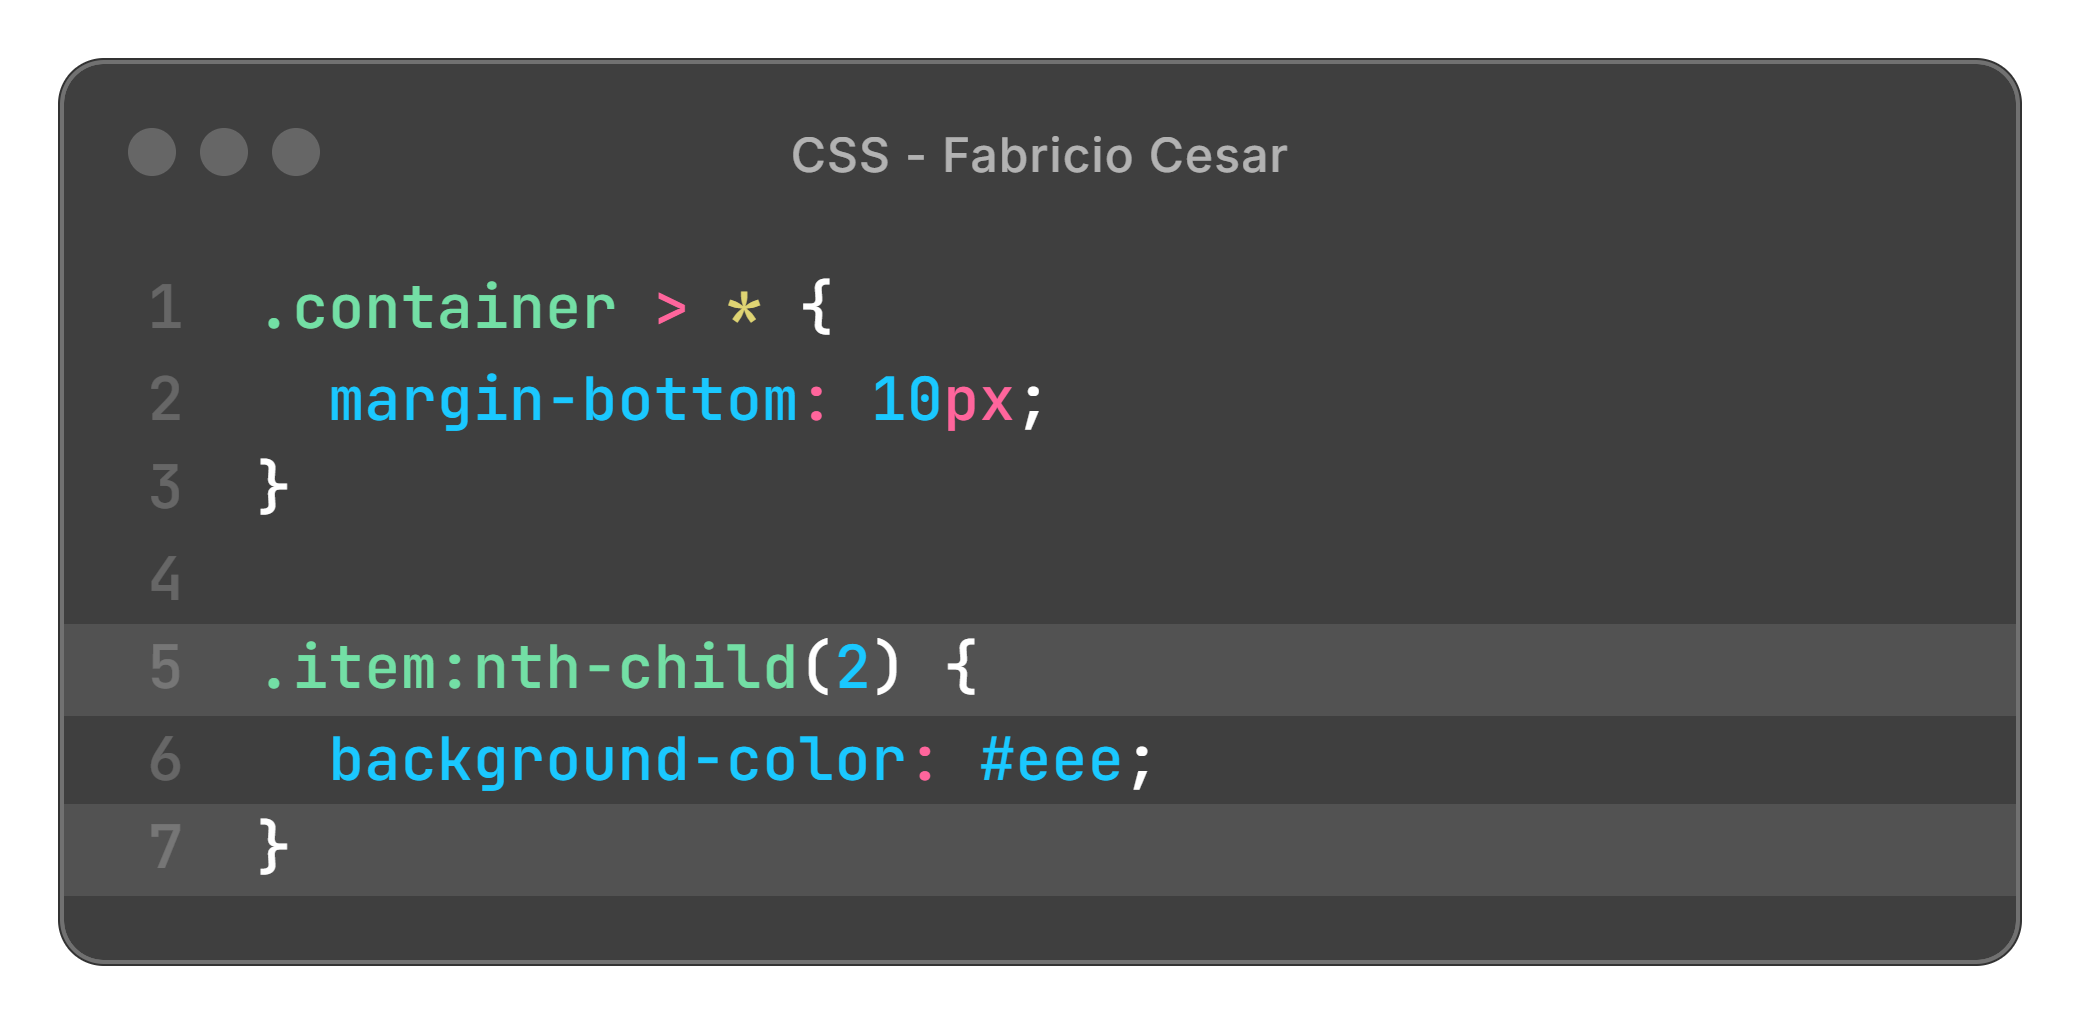 CSS - Fabricio Cesar
1 .container > * {
2   margin-bottom: 10px;
3 }
4
5 .item:nth-child(2) {
6   background-color: #eee;
7 }